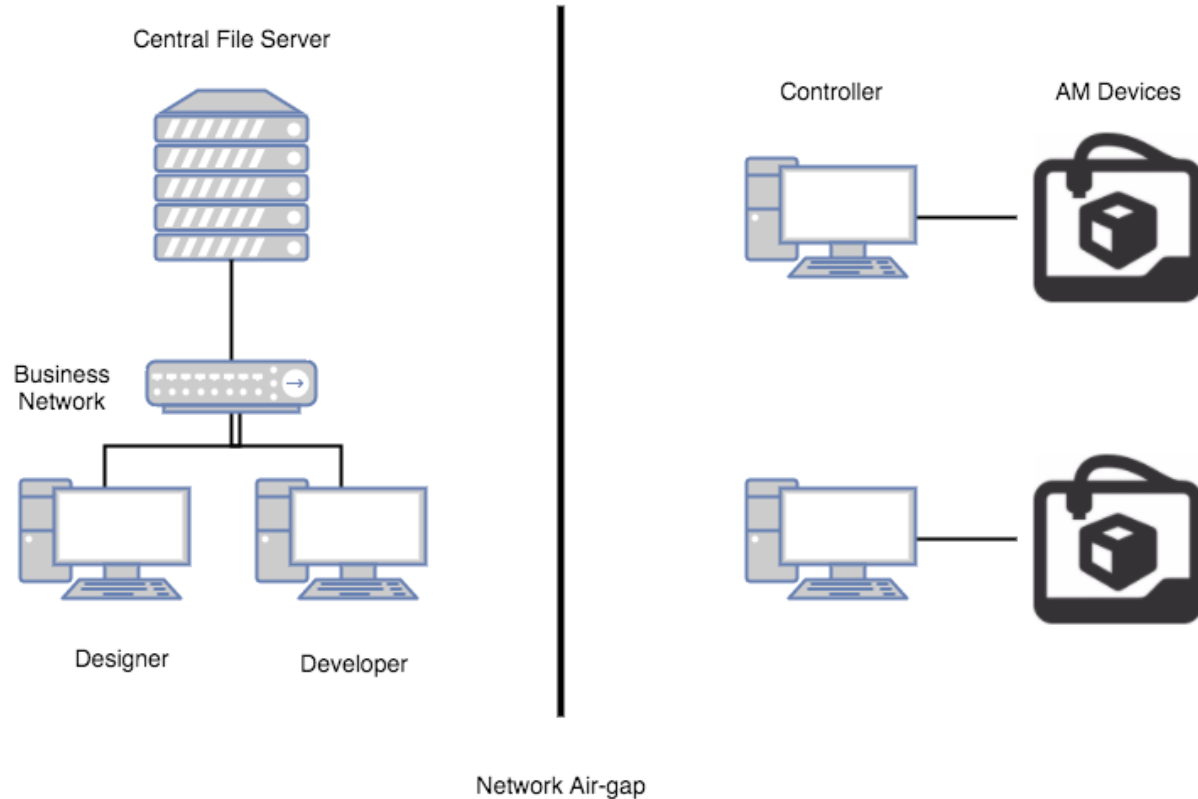 Central File Server
Controller
AM Devices
Business
Network
Designer
Developer
Network Air-gap